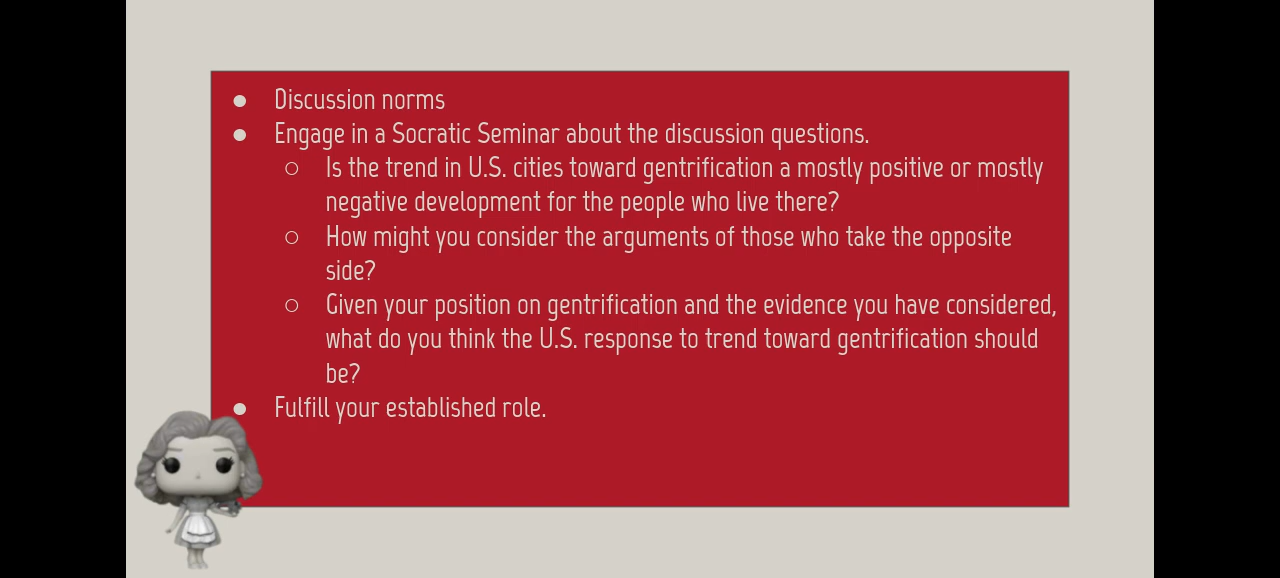 ● Discussion norms
● Engage in a Socratic Seminar about the discussion questions.
○ Is the trend in U.S. cities toward gentrification a mostly positive or mostly
negative development for the people who live there?
○ How might you consider the arguments of those who take the opposite
side?
○ Given your position on gentrification and the evidence you have considered,
what do you think the U.S. response to trend toward gentrification should
be?
● Fulfill your established role.